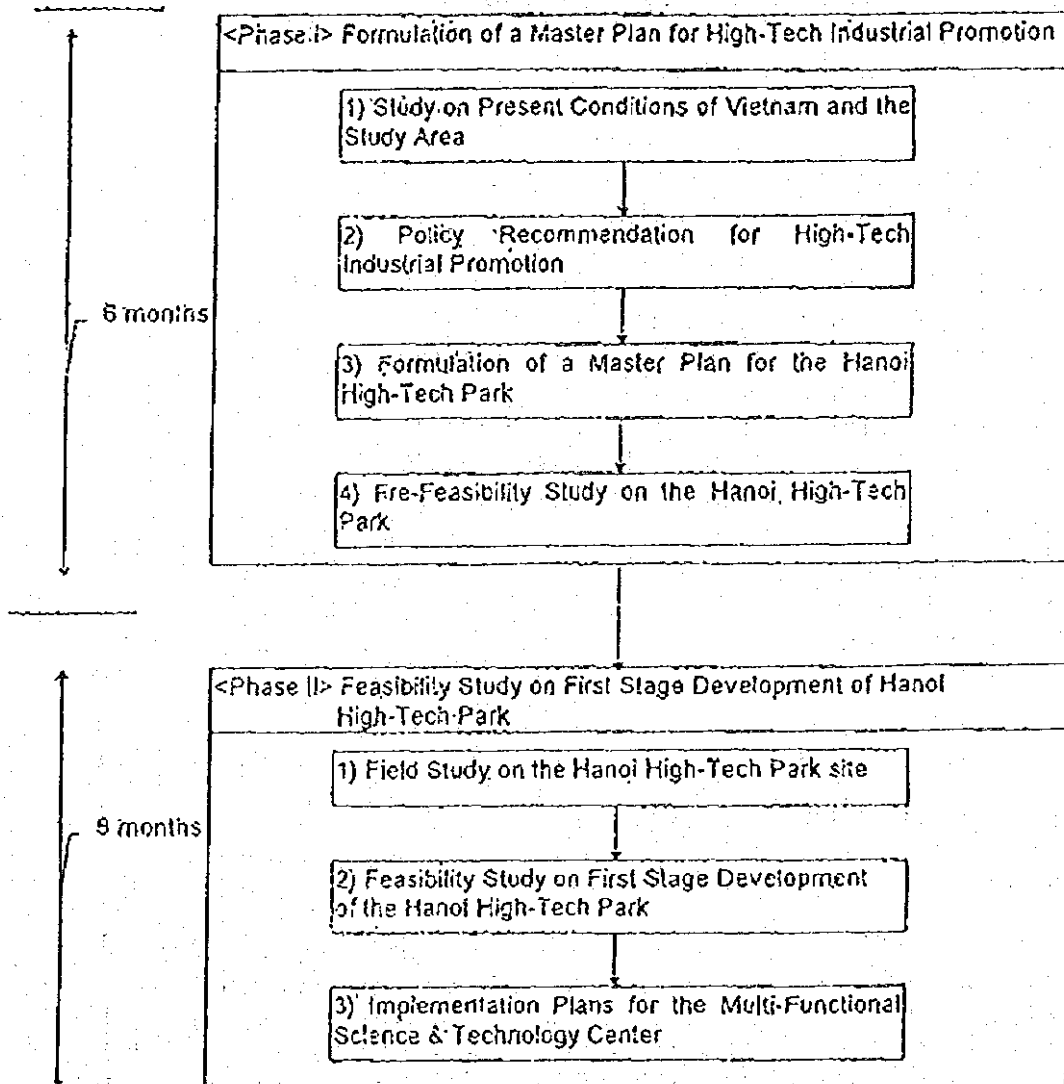 <Phase I> Formulation of a Master Plan for High-Tech Industrial Promotion
1) Study on Present Conditions of Vietnam and the
Study Area
2) Policy Recommendation for High-Tech
Industrial Promotion
6 months
3) Formulation of a Master Plan for the Hanoi
High-Tech Park
4) Pre-Feasibility Study on the Hanoi High-Tech
Park
<Phase II> Feasibility Study on First Stage Development of Hanoi
High-Tech Park
1) Field Study on the Hanoi High-Tech Park site
months
2) Feasibility Study on First Stage Development
of the Hanoi High-Tech Park
3) Implementation Plans for the Multi-Functional
Science & Technology Center